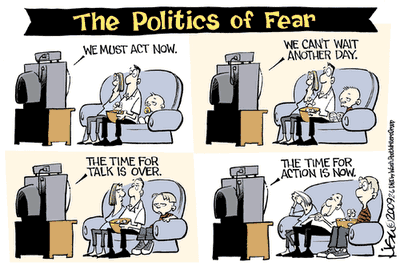 The Politics of Fear
WE MUST ACT NOW.
WE CAN'T WAIT
ANOTHER DAY.
THE TIME FOR
TALK IS OVER.
THE TIME FOR
ACTION IS NOW.